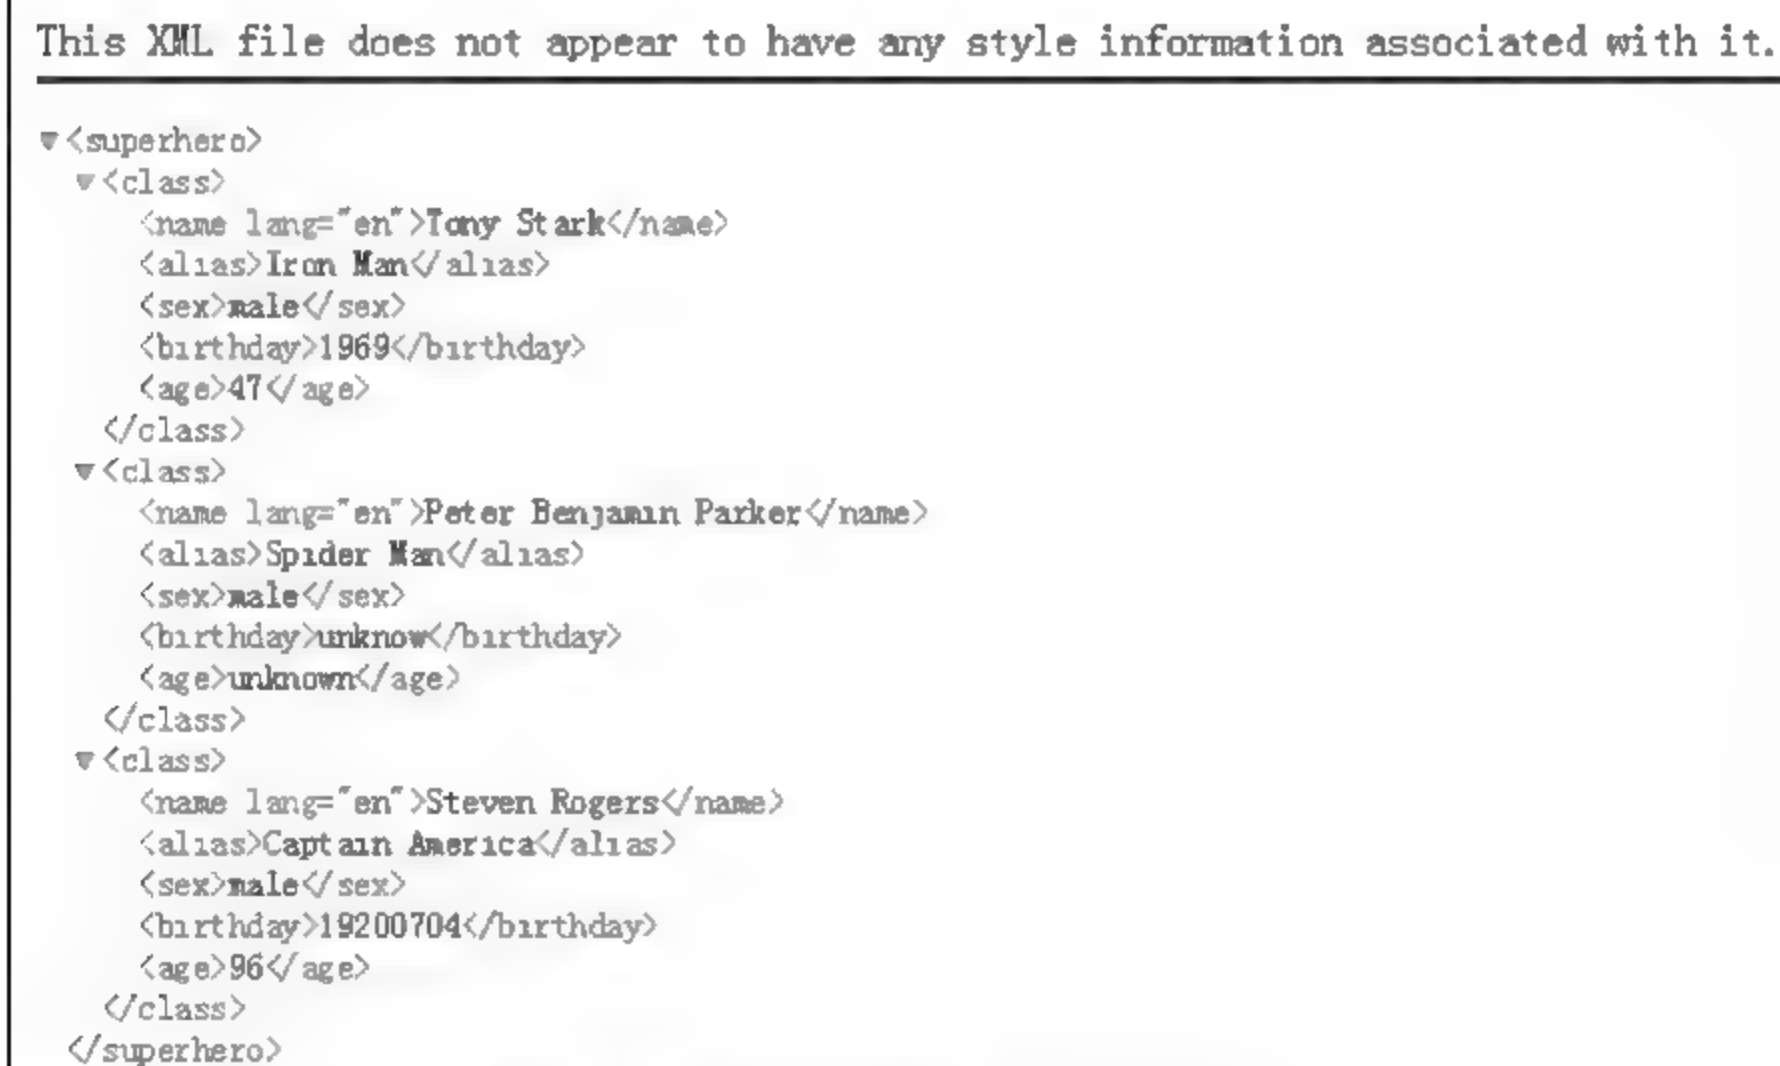 This XML file does not appear to have any style information associated with it.
▼<superhero>
▼<class>
<name lang="en">Tony Stark</name>
<alias>Iron Man</alias>
<sex>male</sex>
<birthday>1969</birthday>
<age>47</age>
</class>
▼<class>
<name lang="en">Peter Benjamin Parker</name>
<alias>Spider Man</alias>
<sex>male</sex>
<birthday>unknow</birthday>
<age>unknown</age>
</class>
▼<class>
<name lang="en">Steven Rogers</name>
<alias>Captain America</alias>
<sex>male</sex>
<birthday>19200704</birthday>
<age>96</age>
</class>
</superhero>